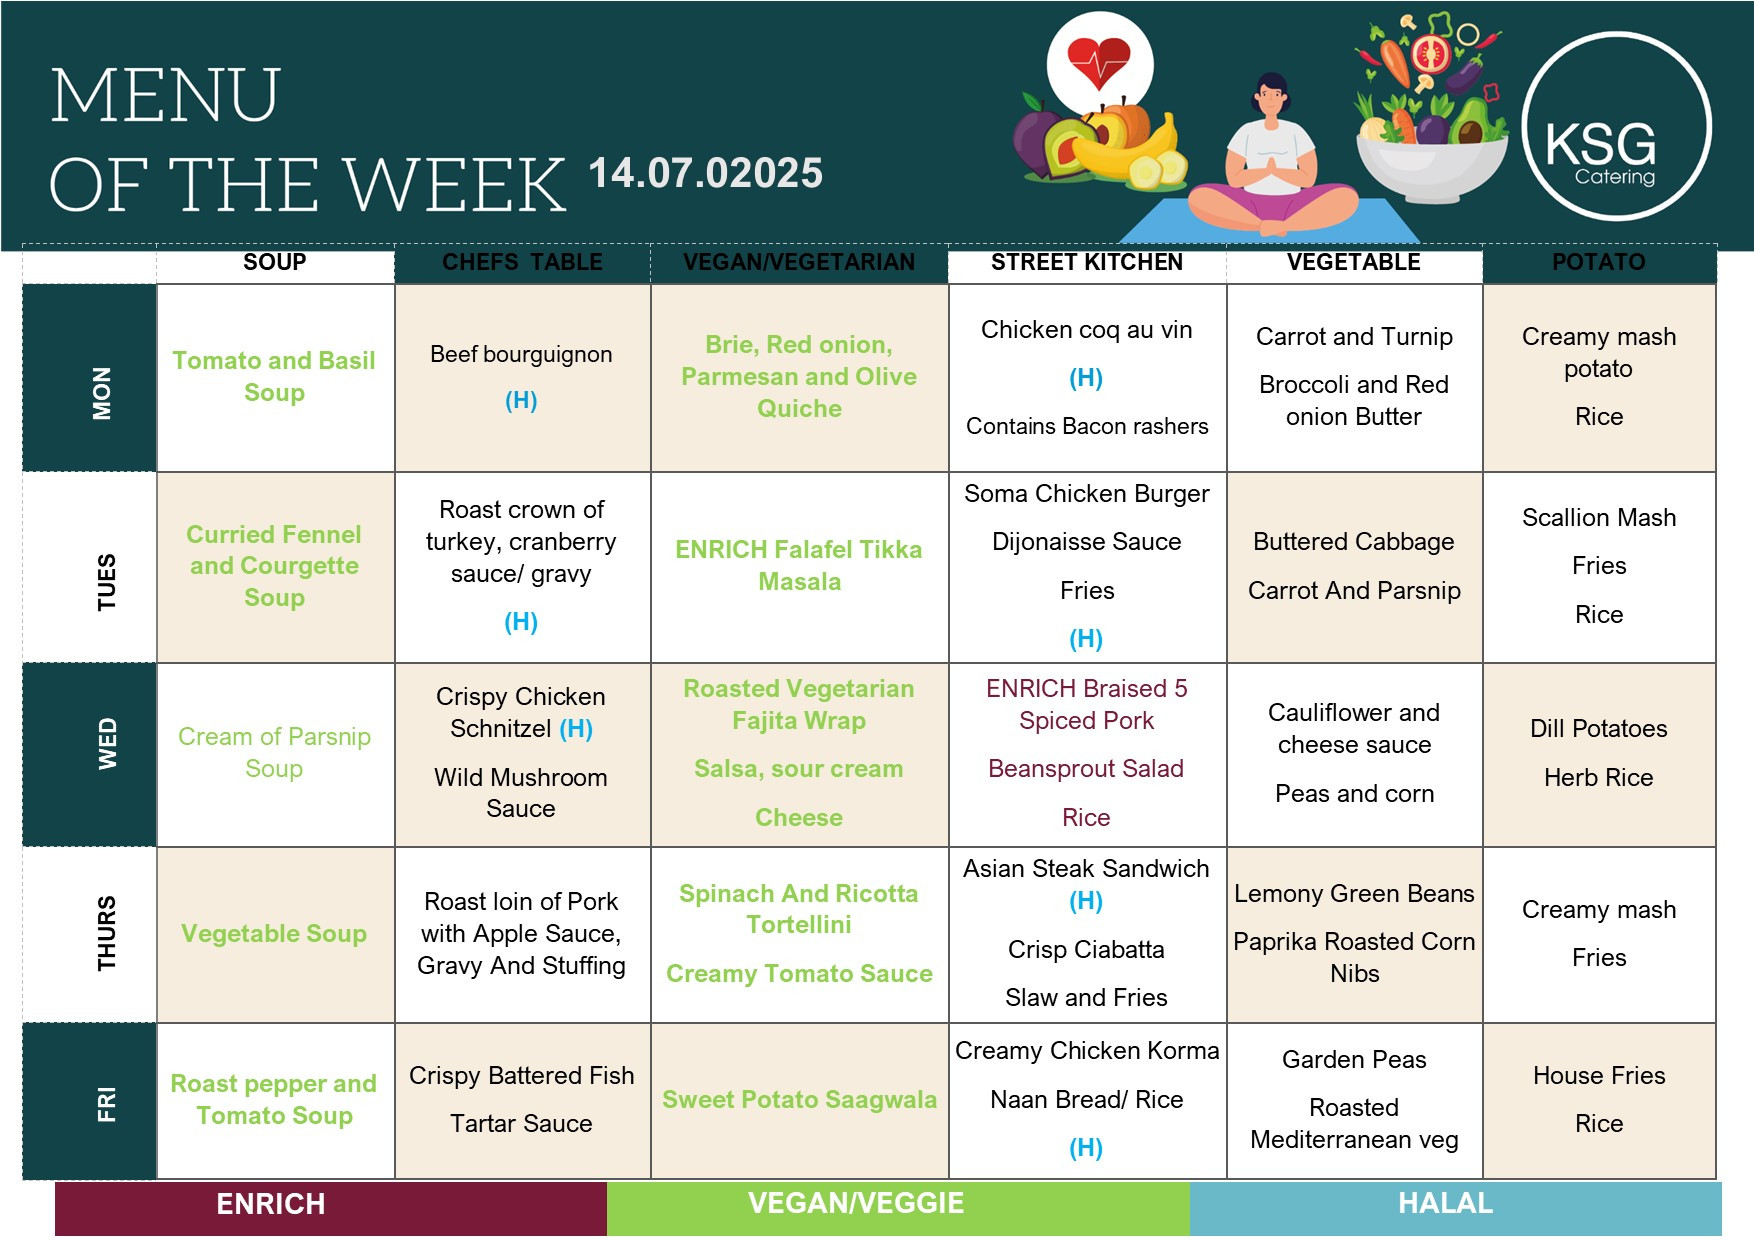 MENU
OF THE WEEK 14.07.02025
KSG
Catering
SOUP CHEFS TABLE VEGAN/VEGETARIAN STREET KITCHEN VEGETABLE POTATO
MON
Tomato and Basil
Soup
Beef bourguignon
(H)
Brie, Red onion,
Parmesan and Olive
Quiche
Chicken coq au vin
(H)
Contains Bacon rashers
Carrot and Turnip
Broccoli and Red
onion Butter
Creamy mash
potato
Rice
TUES
Curried Fennel
and Courgette
Soup
Roast crown of
turkey, cranberry
sauce/ gravy
(H)
ENRICH Falafel Tikka
Masala
Soma Chicken Burger
Dijonaisse Sauce
Fries
(H)
Buttered Cabbage
Carrot And Parsnip
Scallion Mash
Fries
Rice
WED
Cream of Parsnip
Soup
Crispy Chicken
Schnitzel (H)
Wild Mushroom
Sauce
Roasted Vegetarian
Fajita Wrap
Salsa, sour cream
Cheese
ENRICH Braised 5
Spiced Pork
Beansprout Salad
Rice
Cauliflower and
cheese sauce
Peas and corn
Dill Potatoes
Herb Rice
THURS
Vegetable Soup
Roast loin of Pork
with Apple Sauce,
Gravy And Stuffing
Spinach And Ricotta
Tortellini
Creamy Tomato Sauce
Asian Steak Sandwich
(H)
Crisp Ciabatta
Slaw and Fries
Lemony Green Beans
Paprika Roasted Corn
Nibs
Creamy mash
Fries
FRI
Roast pepper and
Tomato Soup
Crispy Battered Fish
Tartar Sauce
Sweet Potato Saagwala
Creamy Chicken Korma
Naan Bread/ Rice
(H)
Garden Peas
Roasted
Mediterranean veg
House Fries
Rice
ENRICH VEGAN/VEGGIE HALAL